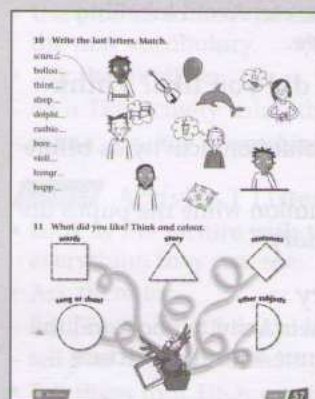 10 Write the last letters. Match.
scare...
balloo...
thirst...
sleep...
dolphi...
cushio...
bore...
violi...
hungr...
happ...
11 What did you like? Think and colour.
words
story
sentences
song or chant
other subjects
57